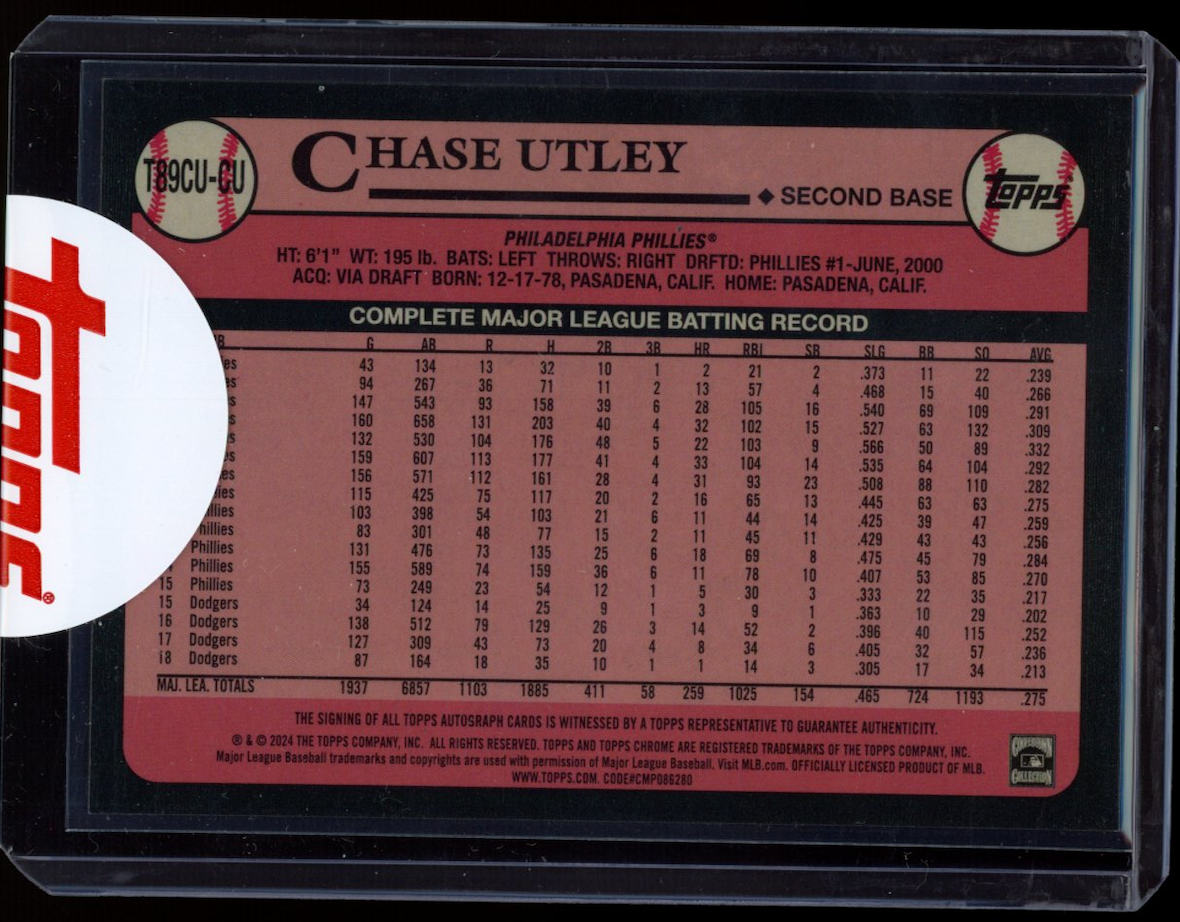 T89CU-CU
CHASE UTLEY
◆ SECOND BASE
topps
PHILADELPHIA PHILLIES®
HT: 6'1" WT: 195 lb. BATS: LEFT THROWS: RIGHT DRFTD: PHILLIES #1-JUNE, 2000
ACQ: VIA DRAFT BORN: 12-17-78, PASADENA, CALIF. HOME: PASADENA, CALIF.
COMPLETE MAJOR LEAGUE BATTING RECORD
G AB R H 2B 3B HR RBI SB SLG BB SO AVG
es 43 134 13 32 10 1 2 21 2 .373 11 22 .239
es 94 267 36 71 11 2 13 57 4 .468 15 40 .266
s 147 543 93 158 39 6 28 105 16 .540 69 109 .291
s 160 658 131 203 40 4 32 102 15 .527 63 132 .309
s 132 530 104 176 48 5 22 103 9 .566 50 89 .332
es 159 607 113 177 41 4 33 104 14 .535 64 104 .292
es 156 571 112 161 28 4 31 93 23 .508 88 110 .282
lies 115 425 75 117 20 2 16 65 13 .445 63 63 .275
illies 103 398 54 103 21 6 11 44 14 .425 39 47 .259
hillies 83 301 48 77 15 2 11 45 11 .429 43 43 .256
Phillies 131 476 73 135 25 6 18 69 8 .475 45 79 .284
Phillies 155 589 74 159 36 6 11 78 10 .407 53 85 .270
15 Phillies 73 249 23 54 12 1 5 30 3 .333 22 35 .217
15 Dodgers 34 124 14 25 9 1 3 9 1 .363 10 29 .202
16 Dodgers 138 512 79 129 26 3 14 52 2 .396 40 115 .252
17 Dodgers 127 309 43 73 20 4 8 34 6 .405 32 57 .236
18 Dodgers 87 164 18 35 10 1 1 14 3 .305 17 34 .213
MAJ. LEA. TOTALS 1937 6857 1103 1885 411 58 259 1025 154 .465 724 1193 .275
THE SIGNING OF ALL TOPPS AUTOGRAPH CARDS IS WITNESSED BY A TOPPS REPRESENTATIVE TO GUARANTEE AUTHENTICITY.
® & © 2024 THE TOPPS COMPANY, INC. ALL RIGHTS RESERVED. TOPPS AND TOPPS CHROME ARE REGISTERED TRADEMARKS OF THE TOPPS COMPANY, INC.
Major League Baseball trademarks and copyrights are used with permission of Major League Baseball. Visit MLB.com. OFFICIALLY LICENSED PRODUCT OF MLB.
WWW.TOPPS.COM. CODE#CMP086280
COOPERSTOWN
COLLECTION